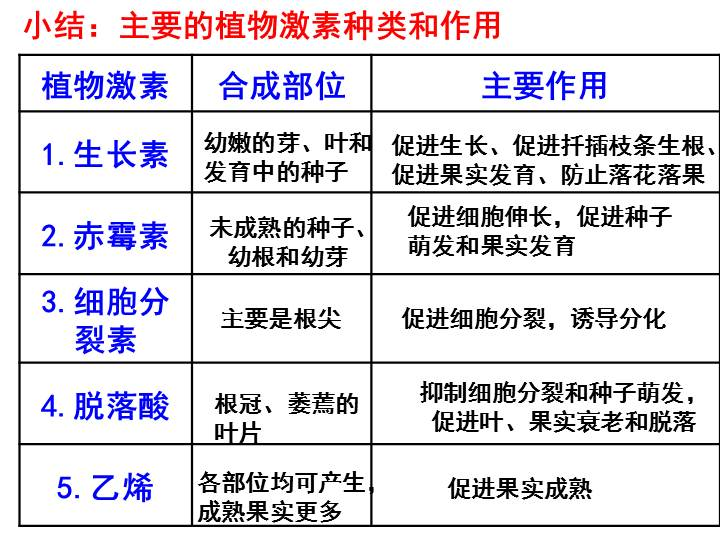 小结：主要的植物激素种类和作用
植物激素 合成部位 主要作用
1.生长素
幼嫩的芽、叶和
发育中的种子
促进生长、促进扦插枝条生根、
促进果实发育、防止落花落果
2.赤霉素
未成熟的种子、
幼根和幼芽
促进细胞伸长，促进种子
萌发和果实发育
3.细胞分
裂素
主要是根尖
促进细胞分裂，诱导分化
4.脱落酸
根冠、萎蔫的
叶片
抑制细胞分裂和种子萌发，
促进叶、果实衰老和脱落
5.乙烯
各部位均可产生，
成熟果实更多
促进果实成熟